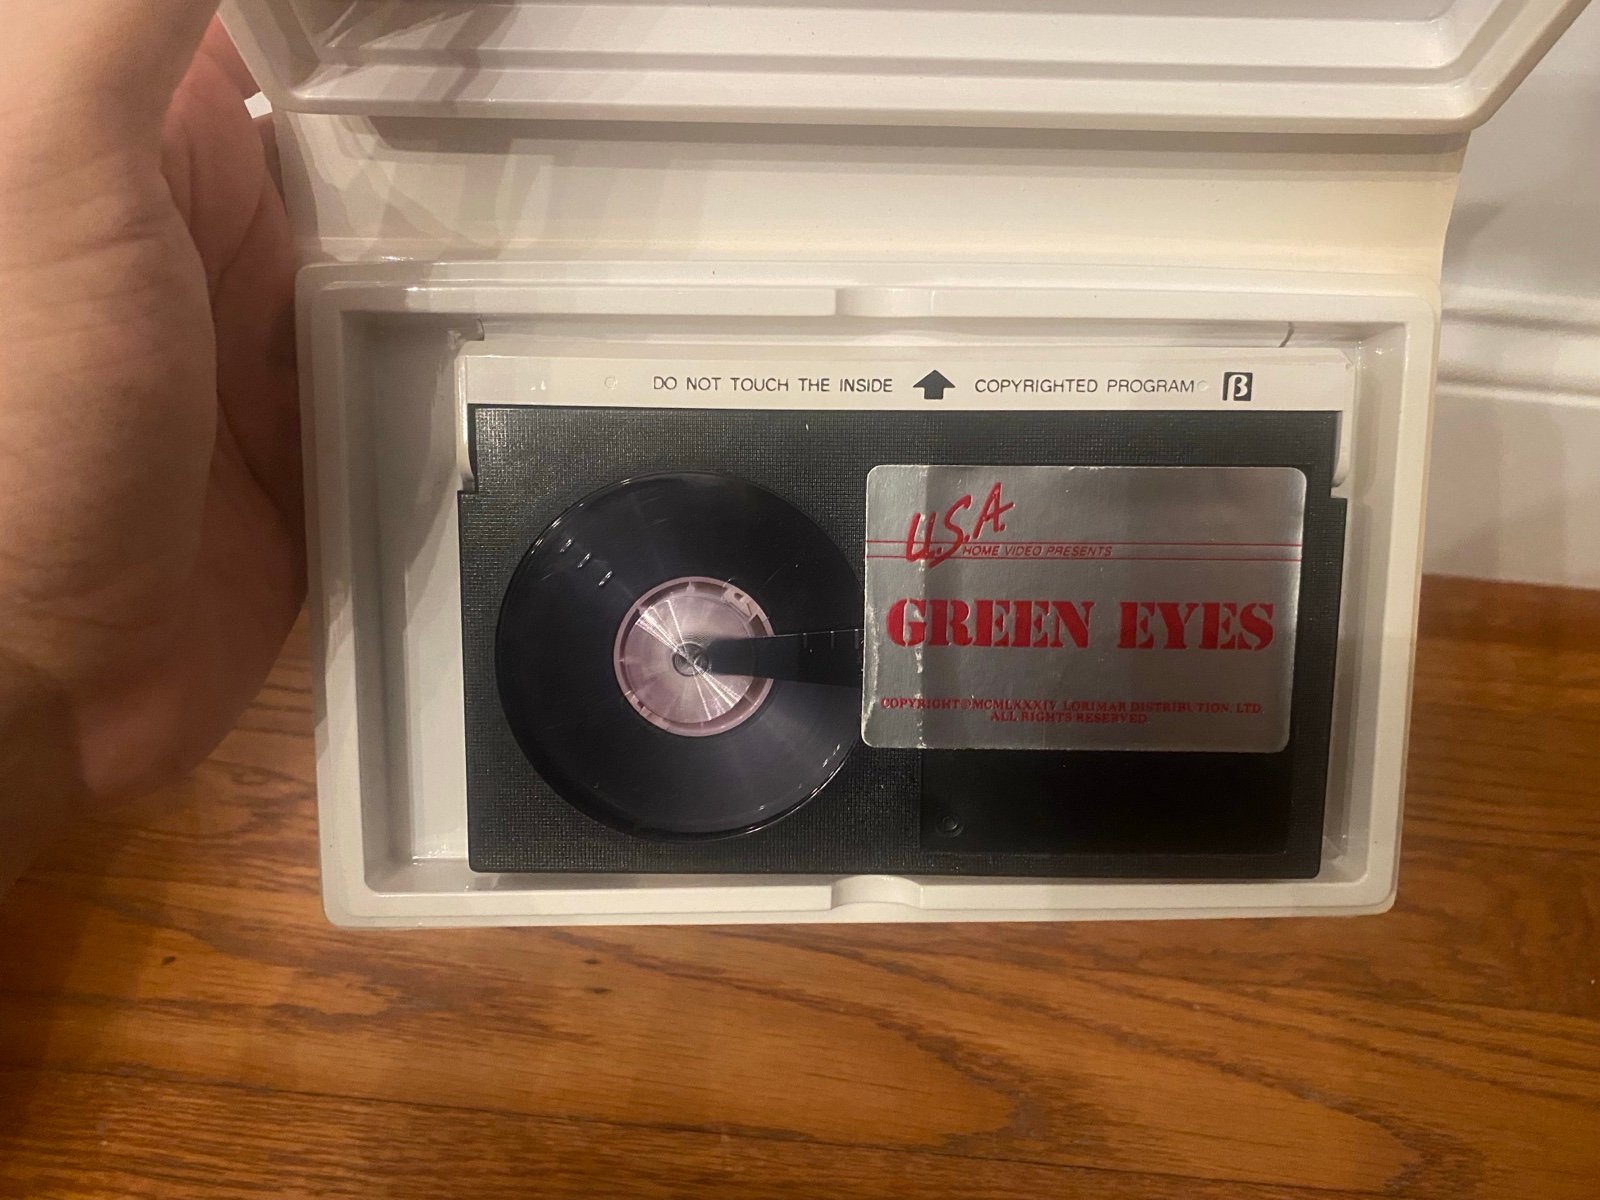 DO NOT TOUCH THE INSIDE COPYRIGHTED PROGRAM β
U.S.A.
HOME VIDEO PRESENTS
GREEN EYES
COPYRIGHT©MCMLXXXIV LORIMAR DISTRIBUTION, LTD.
ALL RIGHTS RESERVED.